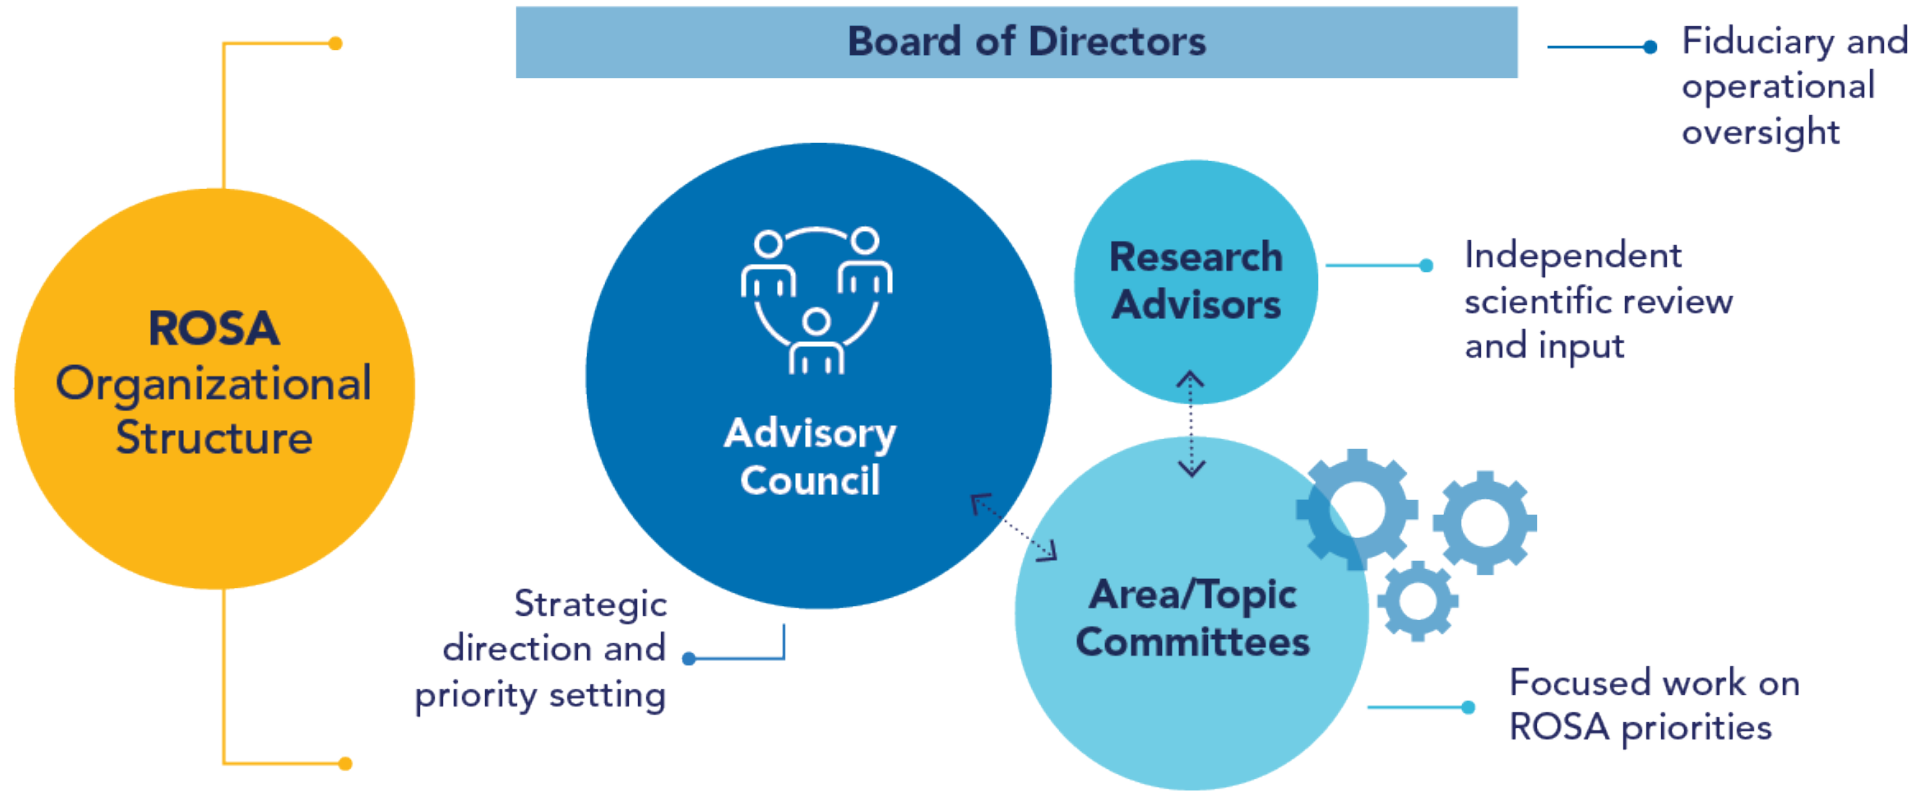 Board of Directors
Fiduciary and
operational
oversight
ROSA
Organizational
Structure
Advisory
Council
Strategic
direction and
priority setting
Research
Advisors
Independent
scientific review
and input
Area/Topic
Committees
Focused work on
ROSA priorities